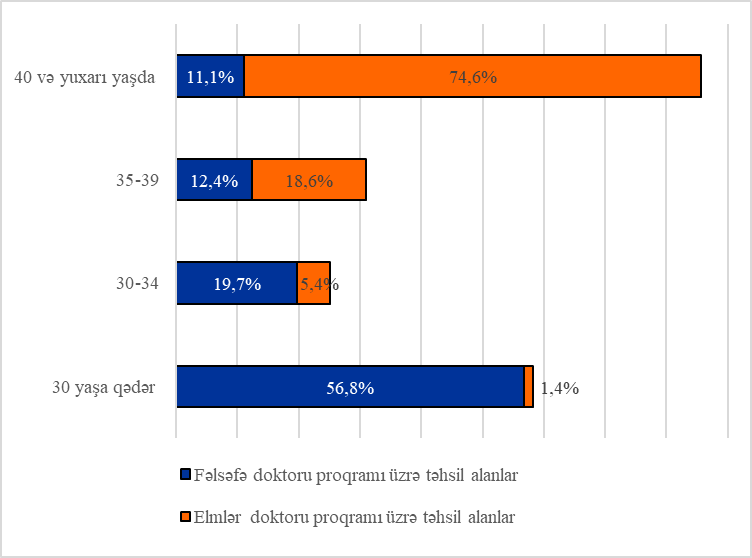 40 və yuxarı yaşda 11,1% 74,6%
35-39 12,4% 18,6%
30-34 19,7% 5,4%
30 yaşa qədər 56,8% 1,4%
Fəlsəfə doktoru proqramı üzrə təhsil alanlar
Elmlər doktoru proqramı üzrə təhsil alanlar